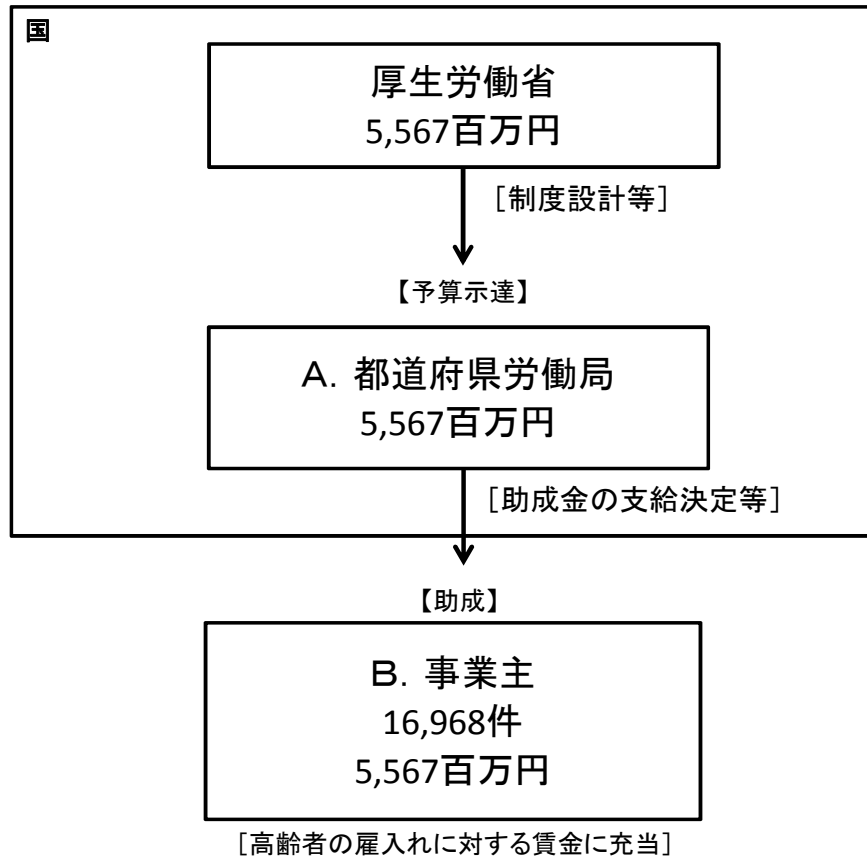 国
厚生労働省
5,567百万円
［制度設計等］
【予算示達】
A．都道府県労働局
5,567百万円
［助成金の支給決定等］
【助成】
B．事業主
16,968件
5,567百万円
［高齢者の雇入れに対する賃金に充当］